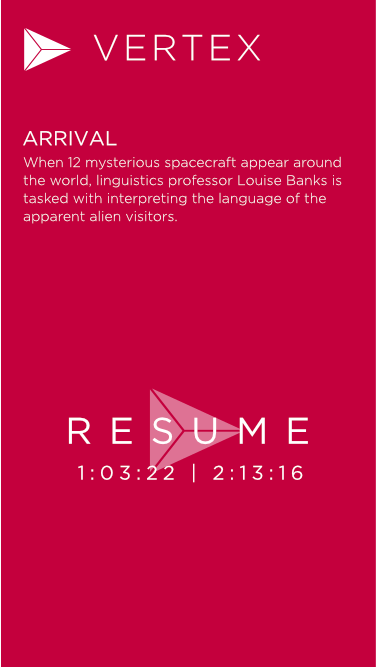 VERTEX
ARRIVAL
When 12 mysterious spacecraft appear around
the world, linguistics professor Louise Banks is
tasked with interpreting the language of the
apparent alien visitors.
RESUME
1:03:22 | 2:13:16